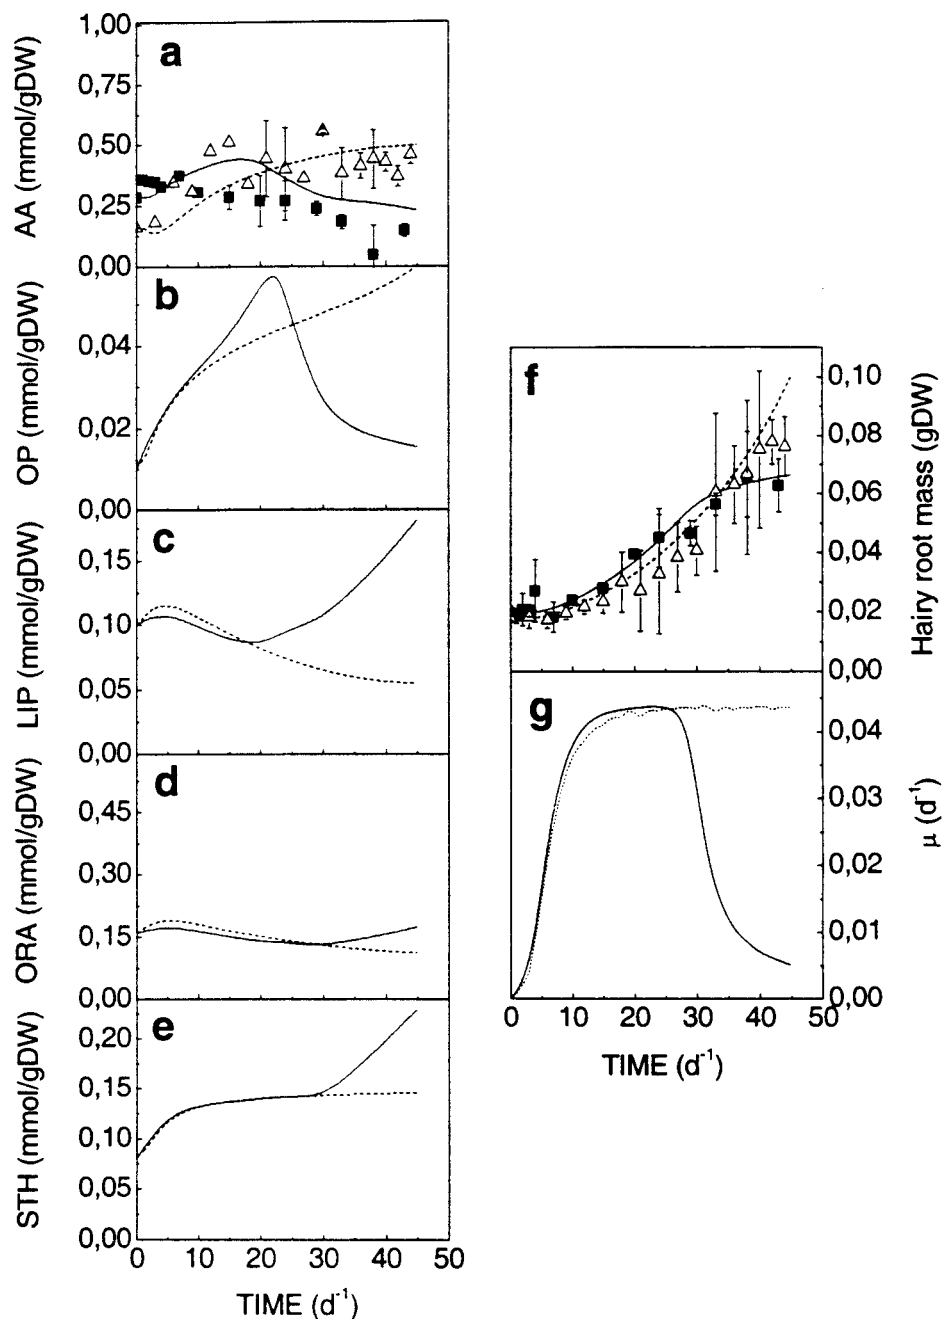 a
AA (mmol/gDW)
1,00
0,75
0,50
0,25
0,00
b
OP (mmol/gDW)
0,04
0,02
0,00
c
LIP (mmol/gDW)
0,15
0,10
0,05
0,00
d
ORA (mmol/gDW)
0,45
0,30
0,15
0,00
e
STH (mmol/gDW)
0,20
0,15
0,10
0,05
0,00
0 10 20 30 40 50
TIME (d-1)
f
Hairy root mass (gDW)
0,10
0,08
0,06
0,04
0,02
0,00
g
μ (d-1)
0,04
0,03
0,02
0,01
0,00
0 10 20 30 40 50
TIME (d-1)